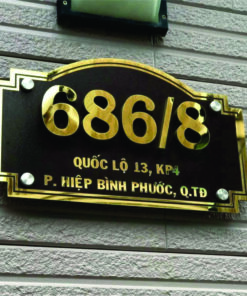 686/8
QUỐC LỘ 13, KP4
P. HIỆP BÌNH PHƯỚC, Q.TĐ